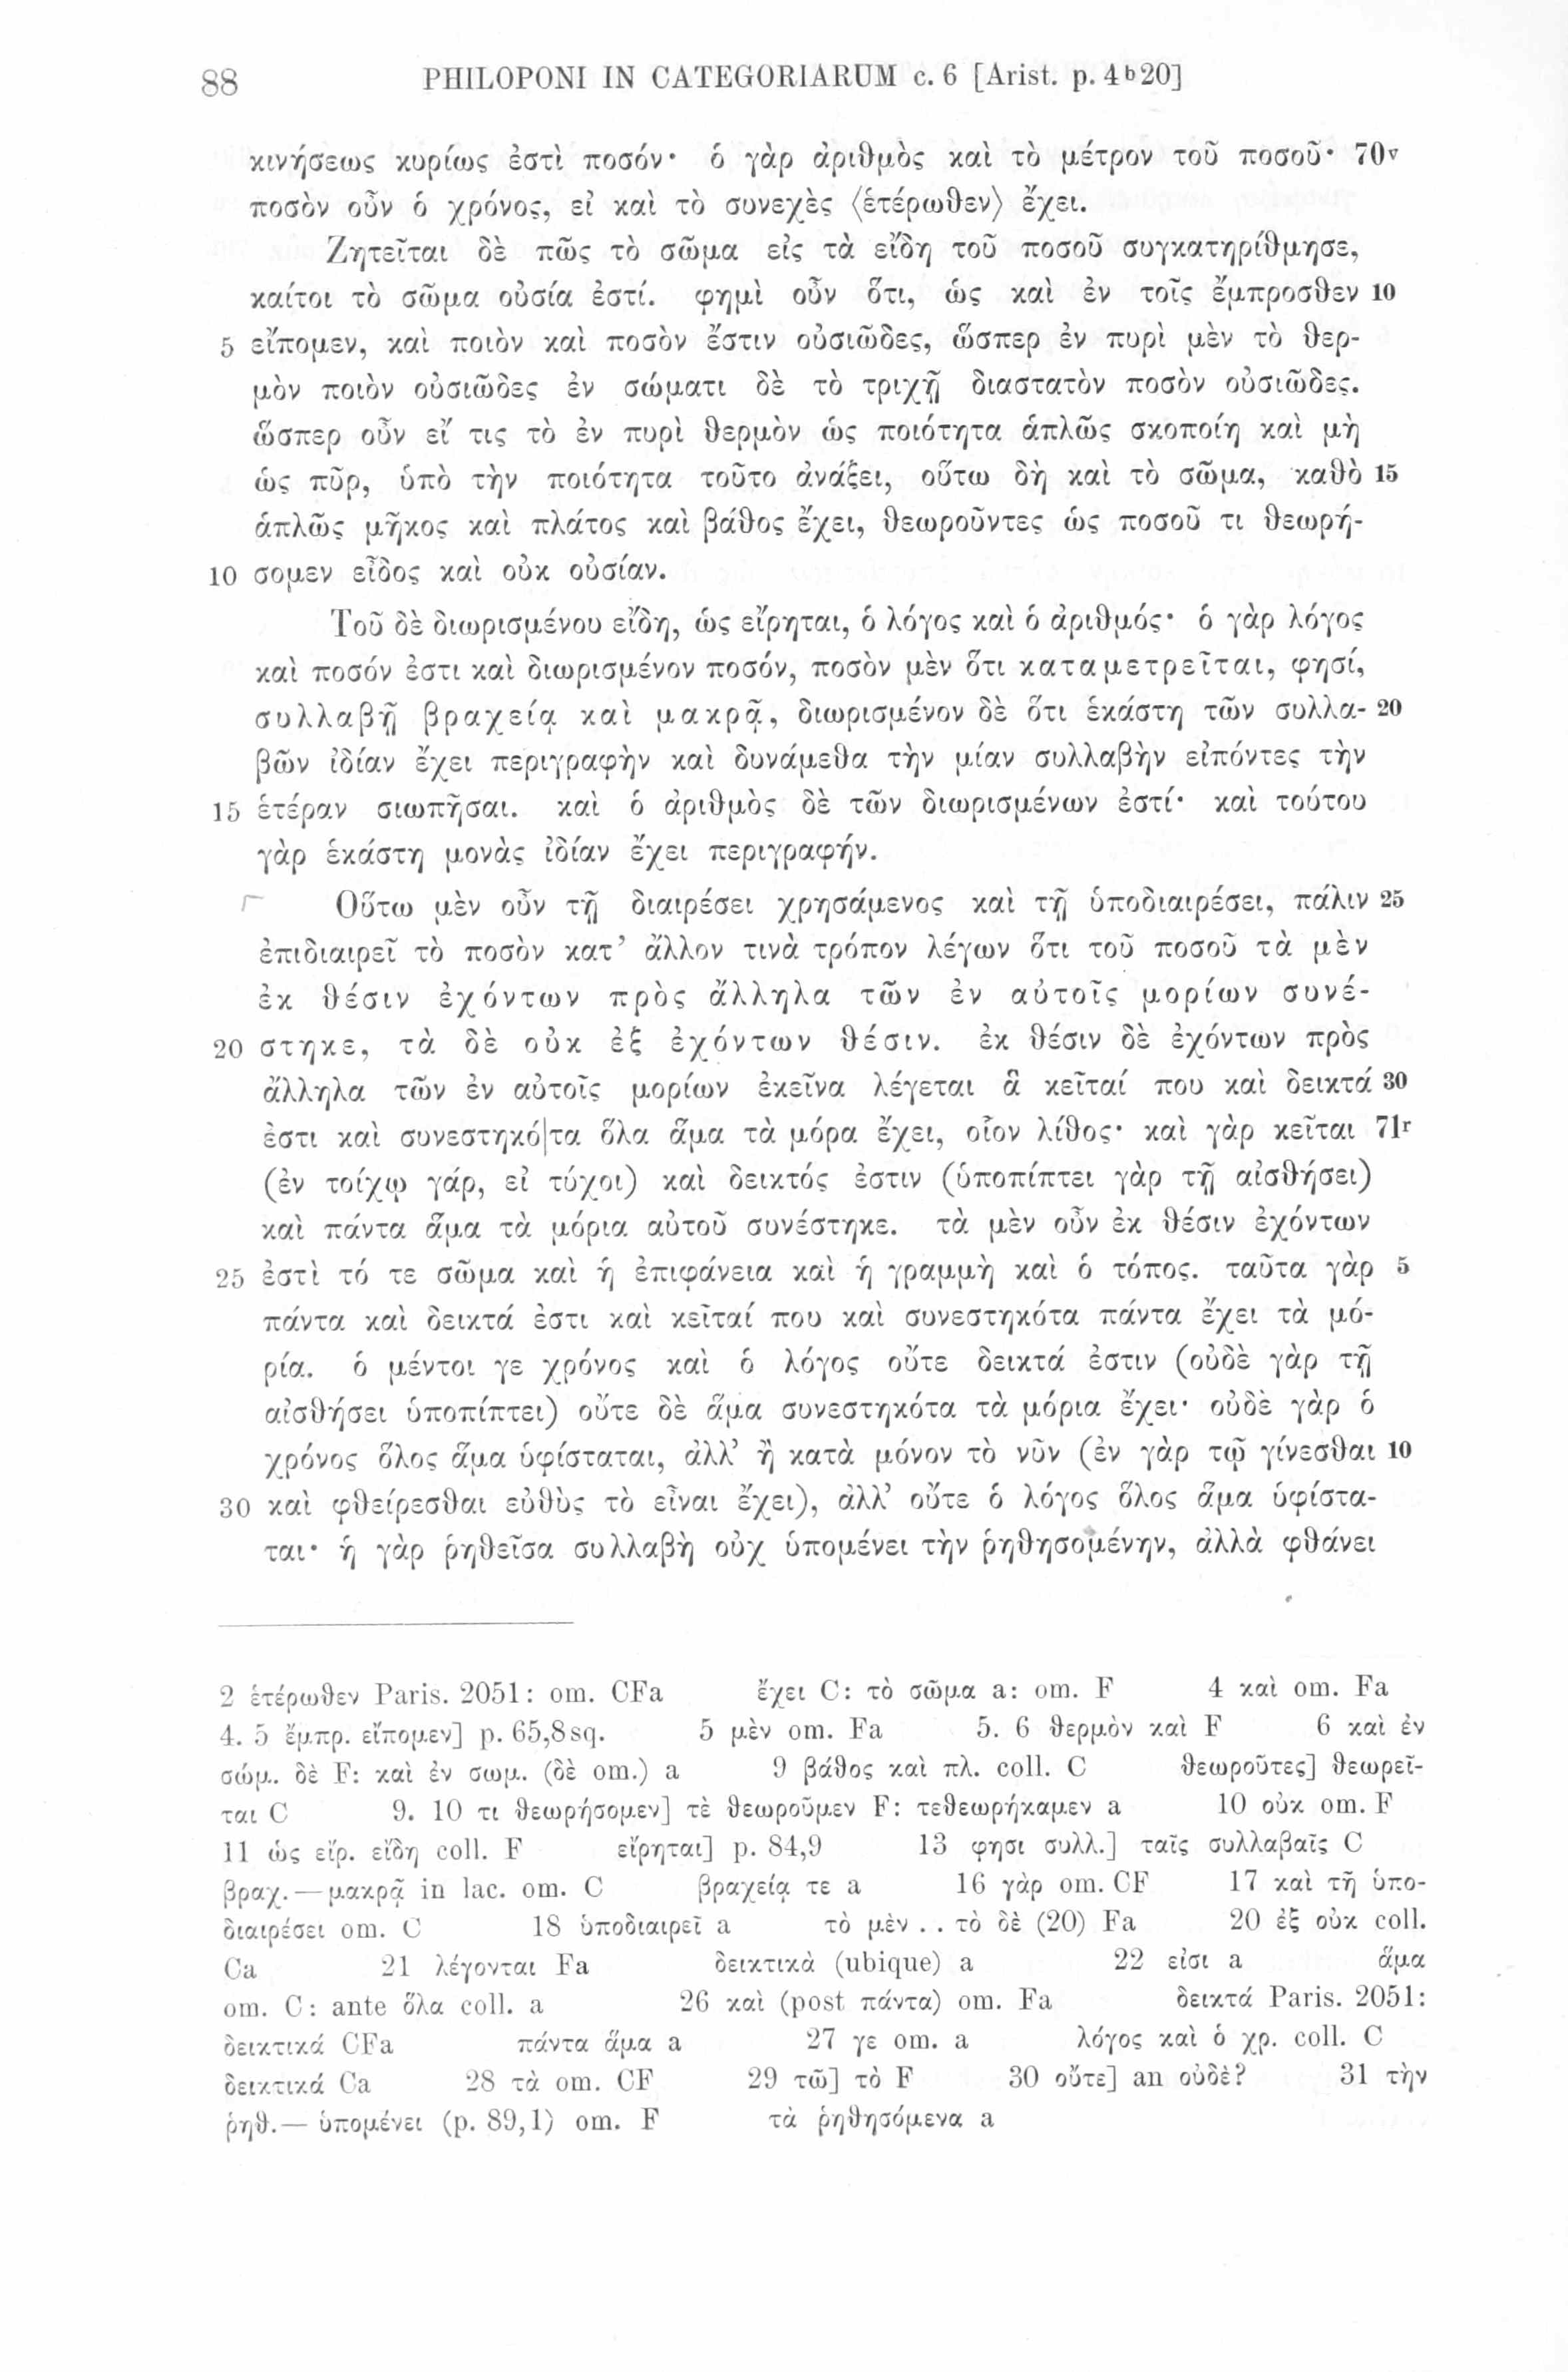 88 PHILOPONI IN CATEGORIARUM c. 6 [Arist. p. 4b20]
κινήσεως κυρίως ἐστὶ ποσόν· ὁ γὰρ ἀριθμὸς καὶ τὸ μέτρον τοῦ ποσοῦ· 70v
ποσὸν οὖν ὁ χρόνος, εἰ καὶ τὸ συνεχὲς ⟨ἑτέρωθεν⟩ ἔχει.
Ζητεῖται δὲ πῶς τὸ σῶμα εἰς τὰ εἴδη τοῦ ποσοῦ συγκατηρίθμησε,
καίτοι τὸ σῶμα οὐσία ἐστί. φημὶ οὖν ὅτι, ὡς καὶ ἐν τοῖς ἔμπροσθεν 10
5 εἴπομεν, καὶ ποιὸν καὶ ποσὸν ἔστιν οὐσιῶδες, ὥσπερ ἐν πυρὶ μὲν τὸ θερ-
μὸν ποιὸν οὐσιῶδες ἐν σώματι δὲ τὸ τριχῇ διαστατὸν ποσὸν οὐσιῶδες.
ὥσπερ οὖν εἴ τις τὸ ἐν πυρὶ θερμὸν ὡς ποιότητα ἁπλῶς σκοποίη καὶ μὴ
ὡς πῦρ, ὑπὸ τὴν ποιότητα τοῦτο ἀνάξει, οὕτω δὴ καὶ τὸ σῶμα, καθὸ 15
ἁπλῶς μῆκος καὶ πλάτος καὶ βάθος ἔχει, θεωροῦντες ὡς ποσοῦ τι θεωρή-
10 σομεν εἶδος καὶ οὐκ οὐσίαν.
Τοῦ δὲ διωρισμένου εἴδη, ὡς εἴρηται, ὁ λόγος καὶ ὁ ἀριθμός· ὁ γὰρ λόγος
καὶ ποσόν ἐστι καὶ διωρισμένον ποσόν, ποσὸν μὲν ὅτι καταμετρεῖται, φησί,
συλλαβῇ βραχείᾳ καὶ μακρᾷ, διωρισμένον δὲ ὅτι ἑκάστη τῶν συλλα- 20
βῶν ἰδίαν ἔχει περιγραφὴν καὶ δυνάμεθα τὴν μίαν συλλαβὴν εἰπόντες τὴν
15 ἑτέραν σιωπῆσαι. καὶ ὁ ἀριθμὸς δὲ τῶν διωρισμένων ἐστί· καὶ τούτου
γὰρ ἑκάστη μονὰς ἰδίαν ἔχει περιγραφήν.
Οὕτω μὲν οὖν τῇ διαιρέσει χρησάμενος καὶ τῇ ὑποδιαιρέσει, πάλιν 25
ἐπιδιαιρεῖ τὸ ποσὸν κατ’ ἄλλον τινὰ τρόπον λέγων ὅτι τοῦ ποσοῦ τὰ μὲν
ἐκ θέσιν ἐχόντων πρὸς ἄλληλα τῶν ἐν αὐτοῖς μορίων συνέ-
20 στηκε, τὰ δὲ οὐκ ἐξ ἐχόντων θέσιν. ἐκ θέσιν δὲ ἐχόντων πρὸς
ἄλληλα τῶν ἐν αὐτοῖς μορίων ἐκεῖνα λέγεται ἃ κεῖταί που καὶ δεικτά 30
ἐστι καὶ συνεστηκό|τα ὅλα ἅμα τὰ μόρα ἔχει, οἷον λίθος· καὶ γὰρ κεῖται 71r
(ἐν τοίχῳ γάρ, εἰ τύχοι) καὶ δεικτός ἐστιν (ὑποπίπτει γὰρ τῇ αἰσθήσει)
καὶ πάντα ἅμα τὰ μόρια αὐτοῦ συνέστηκε. τὰ μὲν οὖν ἐκ θέσιν ἐχόντων
25 ἐστὶ τό τε σῶμα καὶ ἡ ἐπιφάνεια καὶ ἡ γραμμὴ καὶ ὁ τόπος. ταῦτα γὰρ 5
πάντα καὶ δεικτά ἐστι καὶ κεῖταί που καὶ συνεστηκότα πάντα ἔχει τὰ μό-
ρία. ὁ μέντοι γε χρόνος καὶ ὁ λόγος οὔτε δεικτά ἐστιν (οὐδὲ γὰρ τῇ
αἰσθήσει ὑποπίπτει) οὔτε δὲ ἅμα συνεστηκότα τὰ μόρια ἔχει· οὐδὲ γὰρ ὁ
χρόνος ὅλος ἅμα ὑφίσταται, ἀλλ’ ἢ κατὰ μόνον τὸ νῦν (ἐν γὰρ τῷ γίνεσθαι 10
30 καὶ φθείρεσθαι εὐθὺς τὸ εἶναι ἔχει), ἀλλ’ οὔτε ὁ λόγος ὅλος ἅμα ὑφίστα-
ται· ἡ γὰρ ῥηθεῖσα συλλαβὴ οὐχ ὑπομένει τὴν ῥηθησομένην, ἀλλὰ φθάνει
2 ἑτέρωθεν Paris. 2051: om. CFa ἔχει C: τὸ σῶμα a: om. F 4 καὶ om. Fa
4. 5 ἔμπρ. εἴπομεν] p. 65,8 sq. 5 μὲν om. Fa 5. 6 θερμὸν καὶ F 6 καὶ ἐν
σώμ. δὲ F: καὶ ἐν σωμ. (δὲ om.) a 9 βάθος καὶ πλ. coll. C θεωροῦτες] θεωρεῖ-
ται C 9. 10 τι θεωρήσομεν] τὲ θεωροῦμεν F: τεθεωρήκαμεν a 10 οὐκ om. F
11 ὡς εἴρ. εἴδη coll. F εἴρηται] p. 84,9 13 φησι συλλ.] ταῖς συλλαβαῖς C
βραχ.—μακρᾷ in lac. om. C βραχείᾳ τε a 16 γὰρ om. CF 17 καὶ τῇ ὑπο-
διαιρέσει om. C 18 ὑποδιαιρεῖ a τὸ μὲν . . τὸ δὲ (20) Fa 20 ἐξ οὐκ coll.
Ca 21 λέγονται Fa δεικτικὰ (ubique) a 22 εἰσι a ἅμα
om. C: ante ὅλα coll. a 26 καὶ (post πάντα) om. Fa δεικτά Paris. 2051:
δεικτικά CFa πάντα ἅμα a 27 γε om. a λόγος καὶ ὁ χρ. coll. C
δεικτικά Ca 28 τὰ om. CF 29 τῶ] τὸ F 30 οὔτε] an οὐδὲ? 31 τὴν
ῥηθ.— ὑπομένει (p. 89,1) om. F τὰ ῥηθησόμενα a